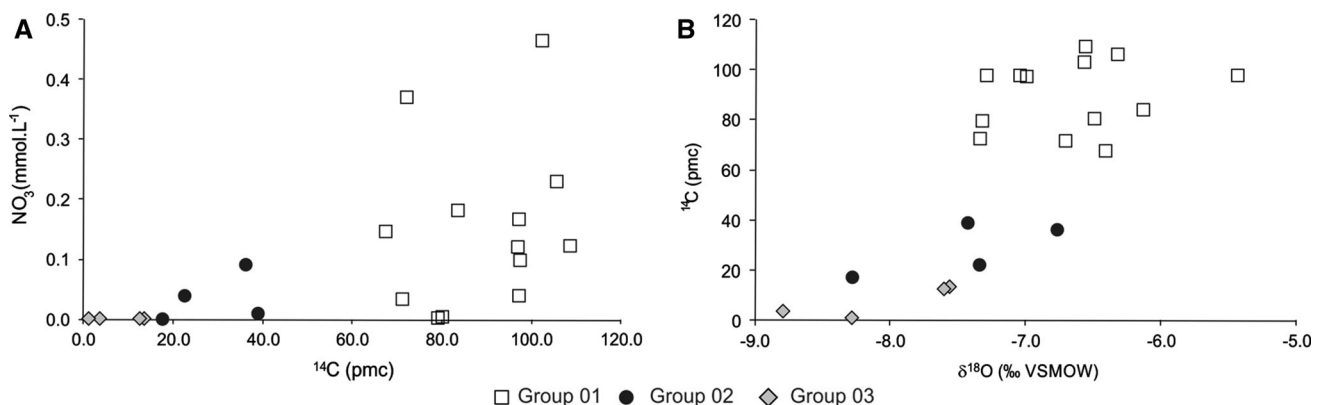 A
NO₃(mmol.L⁻¹)
0.5
0.4
0.3
0.2
0.1
0.0
0.0 20.0 40.0 60.0 80.0 100.0 120.0
¹⁴C (pmc)
B
¹⁴C (pmc)
120
100
80
60
40
20
0
-9.0 -8.0 -7.0 -6.0 -5.0
δ¹⁸O (‰ VSMOW)
Group 01 Group 02 Group 03